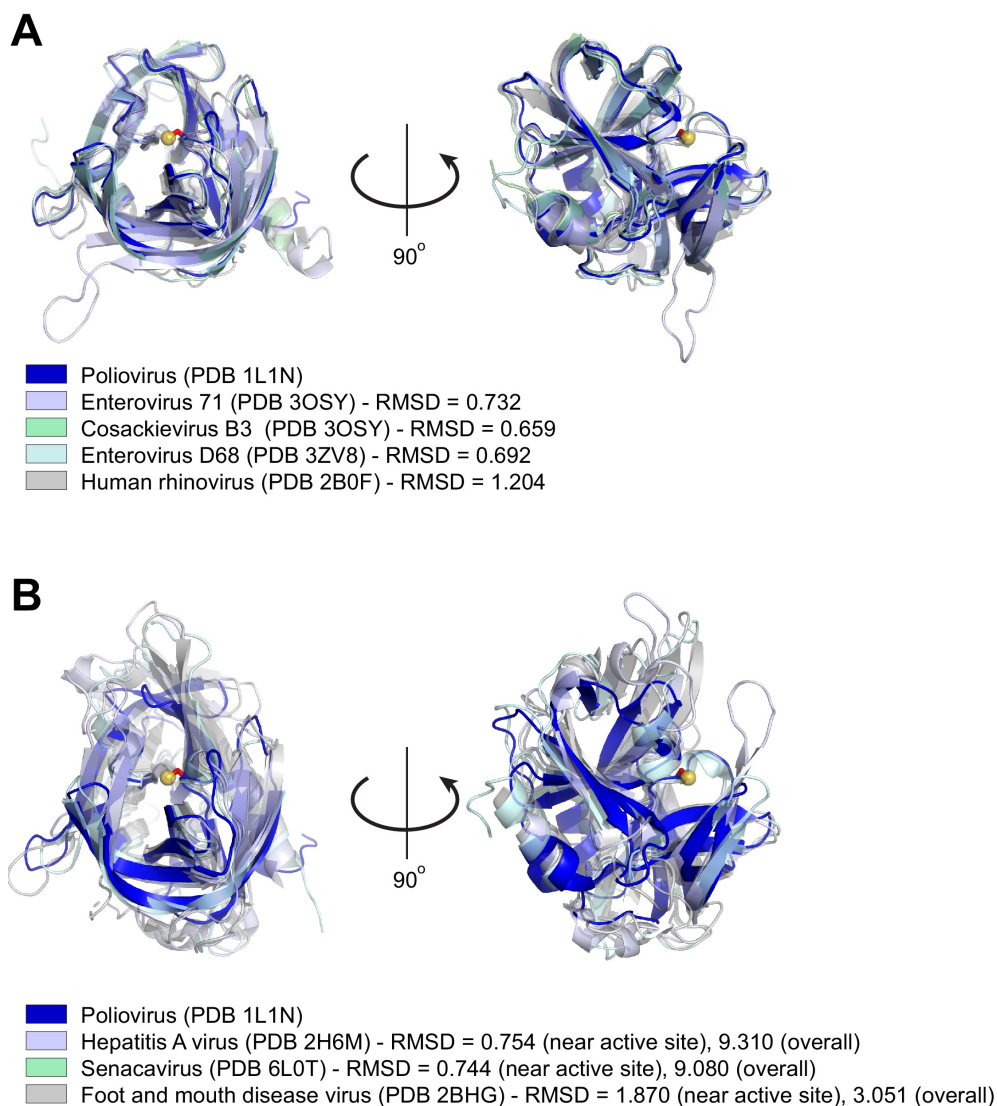 A
90°
Poliovirus (PDB 1L1N)
Enterovirus 71 (PDB 3OSY) - RMSD = 0.732
Cosackievirus B3 (PDB 3OSY) - RMSD = 0.659
Enterovirus D68 (PDB 3ZV8) - RMSD = 0.692
Human rhinovirus (PDB 2B0F) - RMSD = 1.204
B
90°
Poliovirus (PDB 1L1N)
Hepatitis A virus (PDB 2H6M) - RMSD = 0.754 (near active site), 9.310 (overall)
Senacavirus (PDB 6L0T) - RMSD = 0.744 (near active site), 9.080 (overall)
Foot and mouth disease virus (PDB 2BHG) - RMSD = 1.870 (near active site), 3.051 (overall)